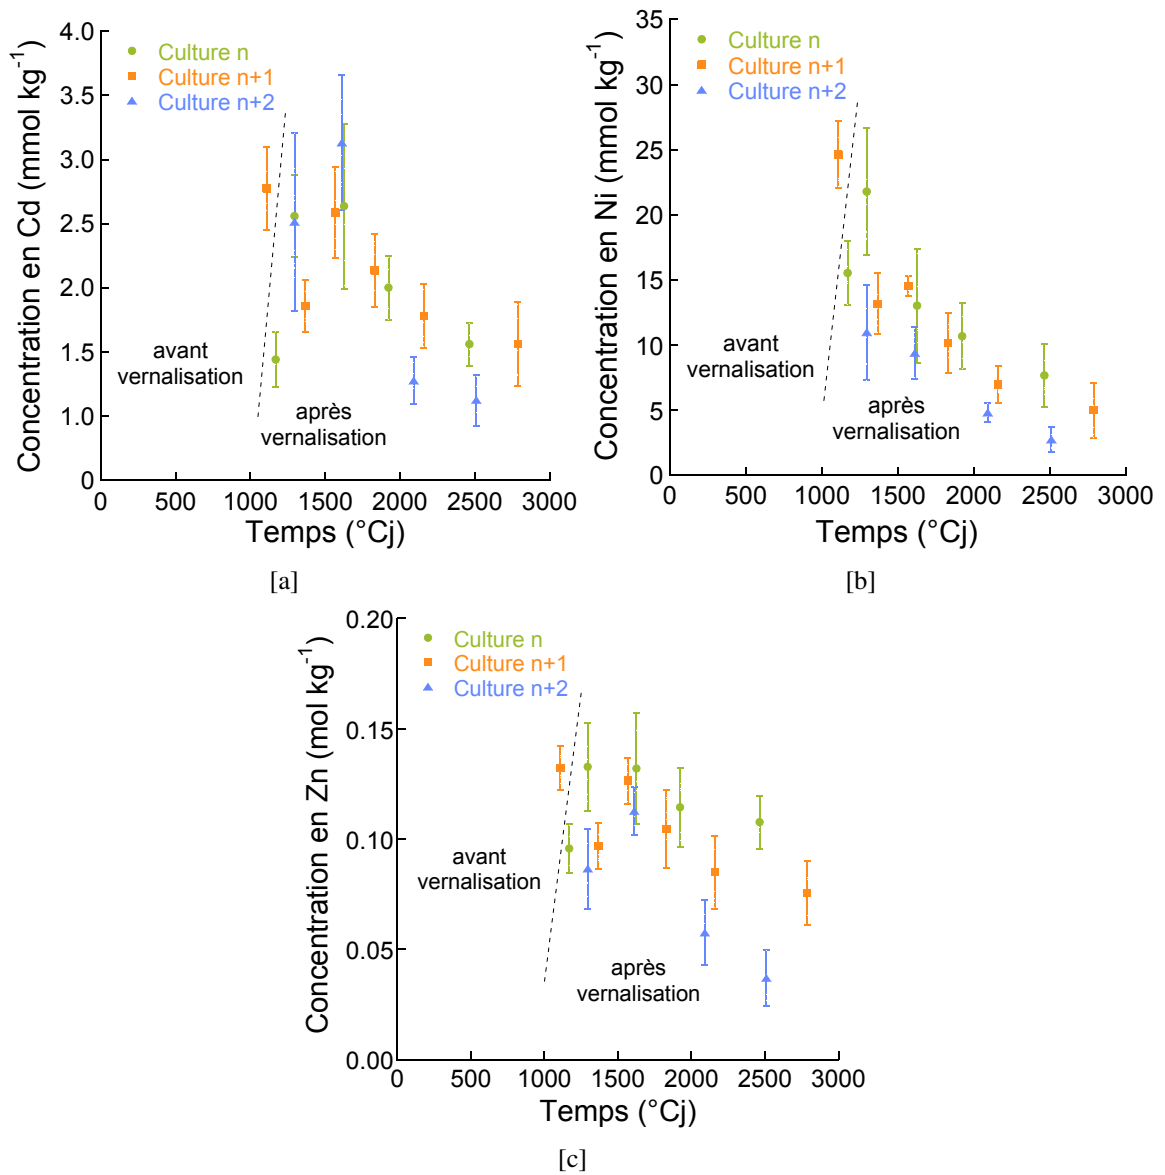 Concentration en Cd (mmol kg⁻¹)
4.0
3.5
3.0
2.5
2.0
1.5
1.0
0
Culture n
Culture n+1
Culture n+2
avant
vernalisation
après
vernalisation
0 500 1000 1500 2000 2500 3000
Temps (°Cj)
[a]
Concentration en Ni (mmol kg⁻¹)
35
30
25
20
15
10
5
0
Culture n
Culture n+1
Culture n+2
avant
vernalisation
après
vernalisation
0 500 1000 1500 2000 2500 3000
Temps (°Cj)
[b]
Concentration en Zn (mol kg⁻¹)
0.20
0.15
0.10
0.05
0.00
Culture n
Culture n+1
Culture n+2
avant
vernalisation
après
vernalisation
0 500 1000 1500 2000 2500 3000
Temps (°Cj)
[c]